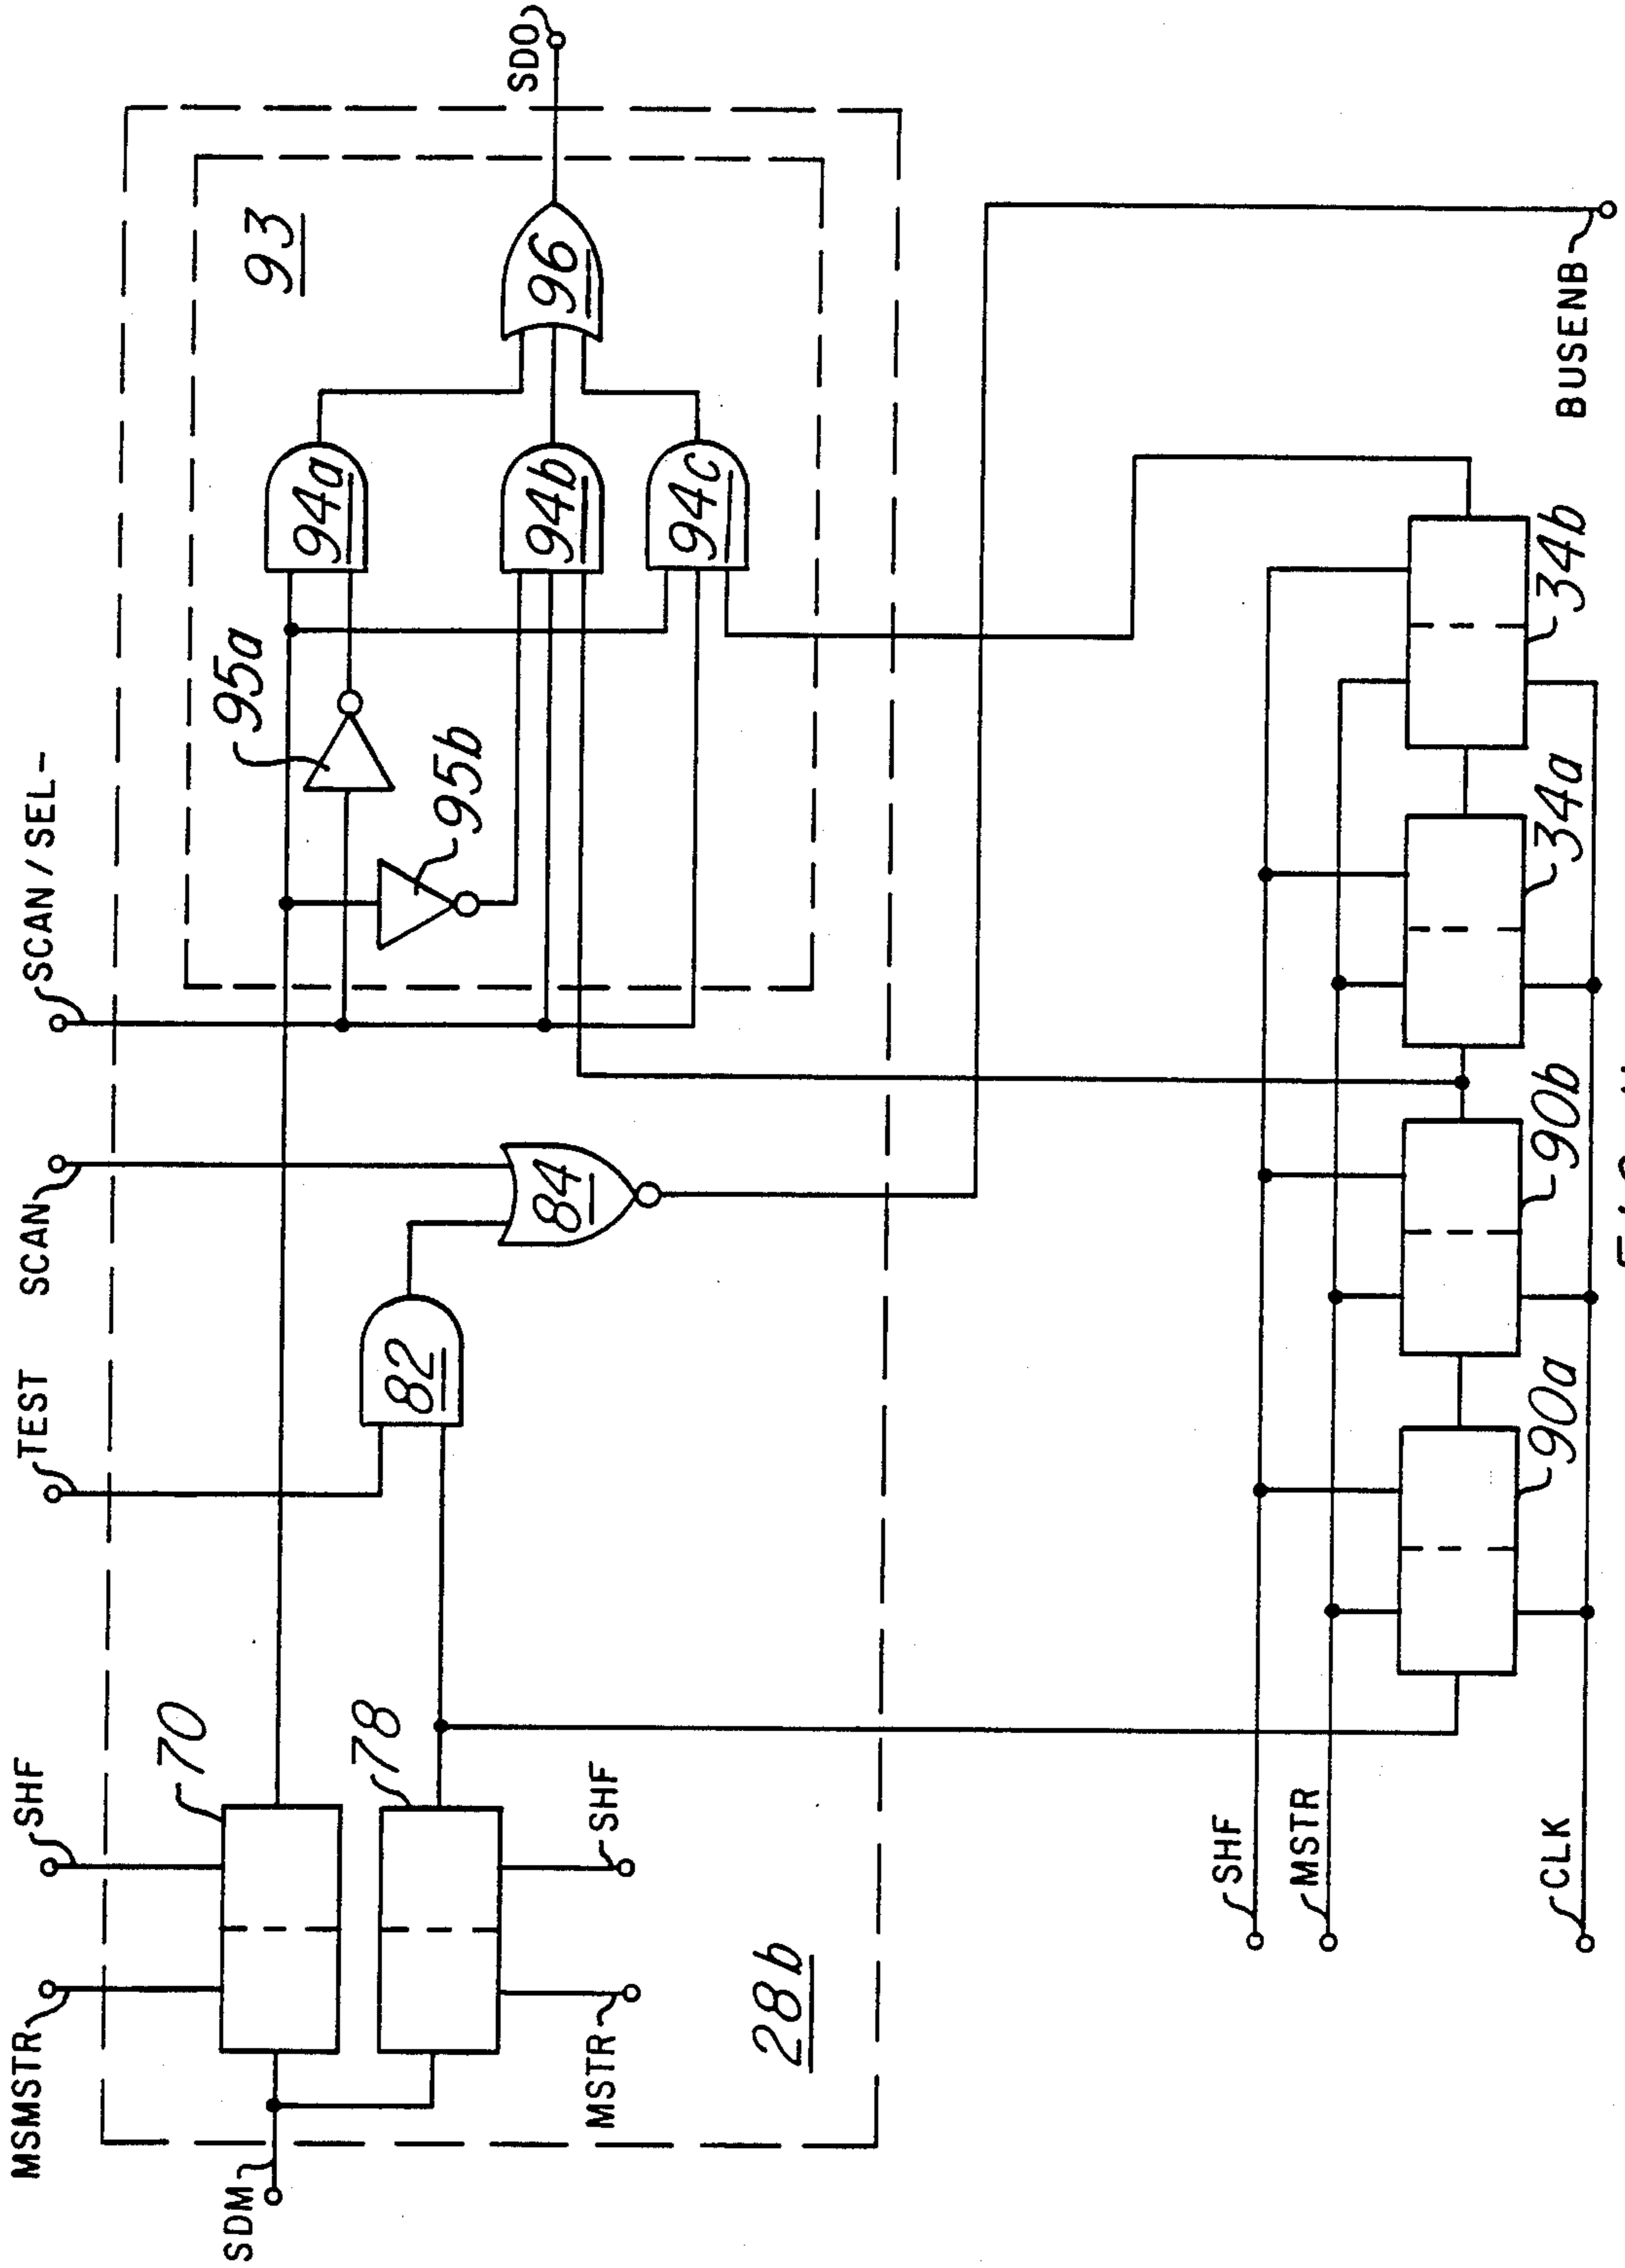 MSMSTR
SHF
TEST
SCAN
SCAN/SEL-
SDM
70
78
MSTR
SHF
28b
82
84
95a
95b
94a
94b
94c
93
96
SDO
SHF
MSTR
CLK
90a
90b
34a
34b
BUSENB